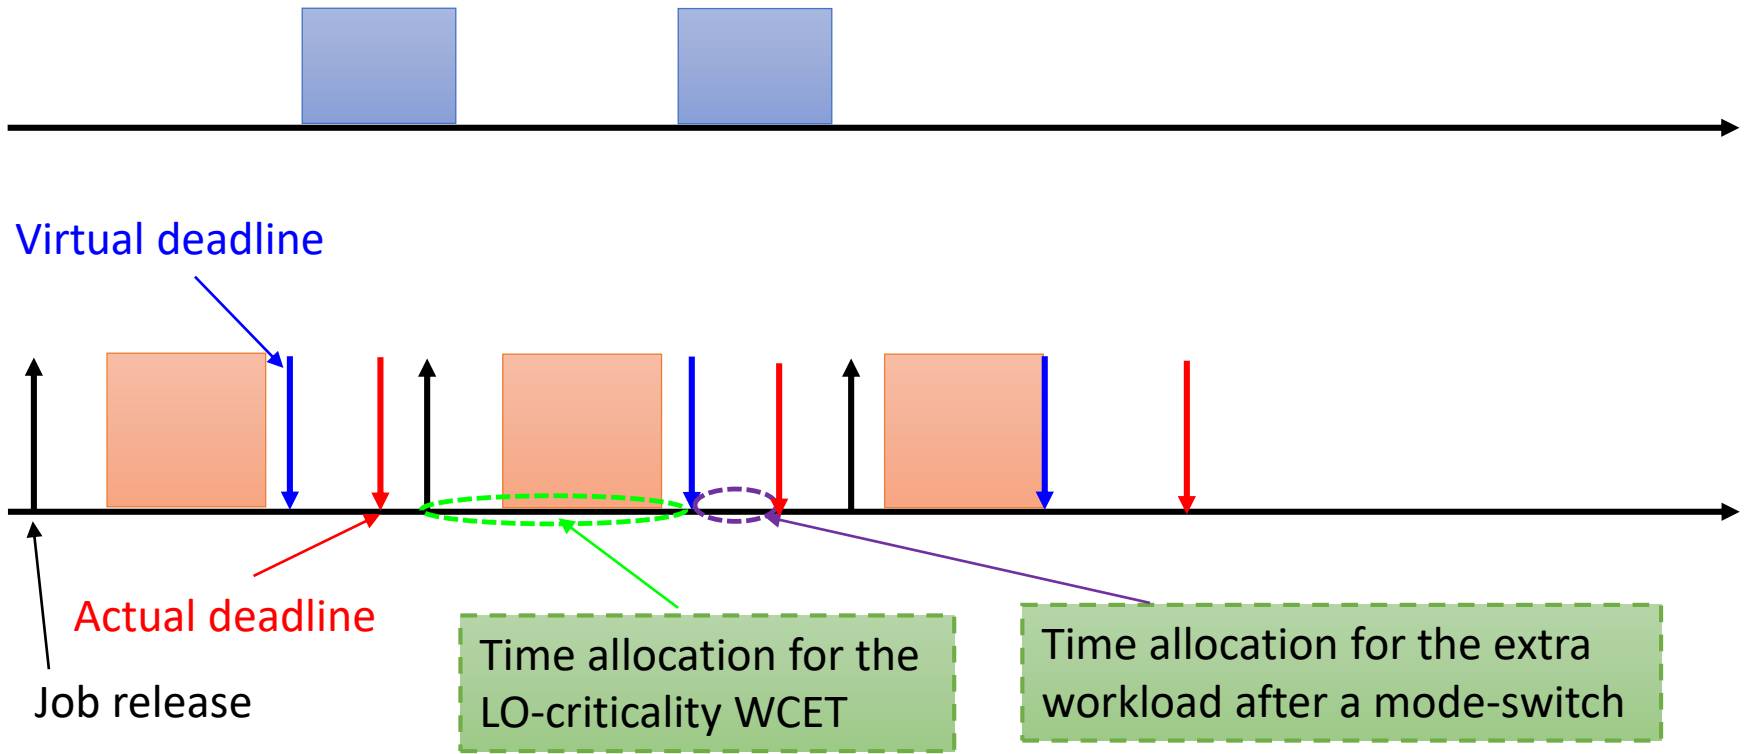 Virtual deadline
Actual deadline
Job release
Time allocation for the
LO-criticality WCET
Time allocation for the extra
workload after a mode-switch